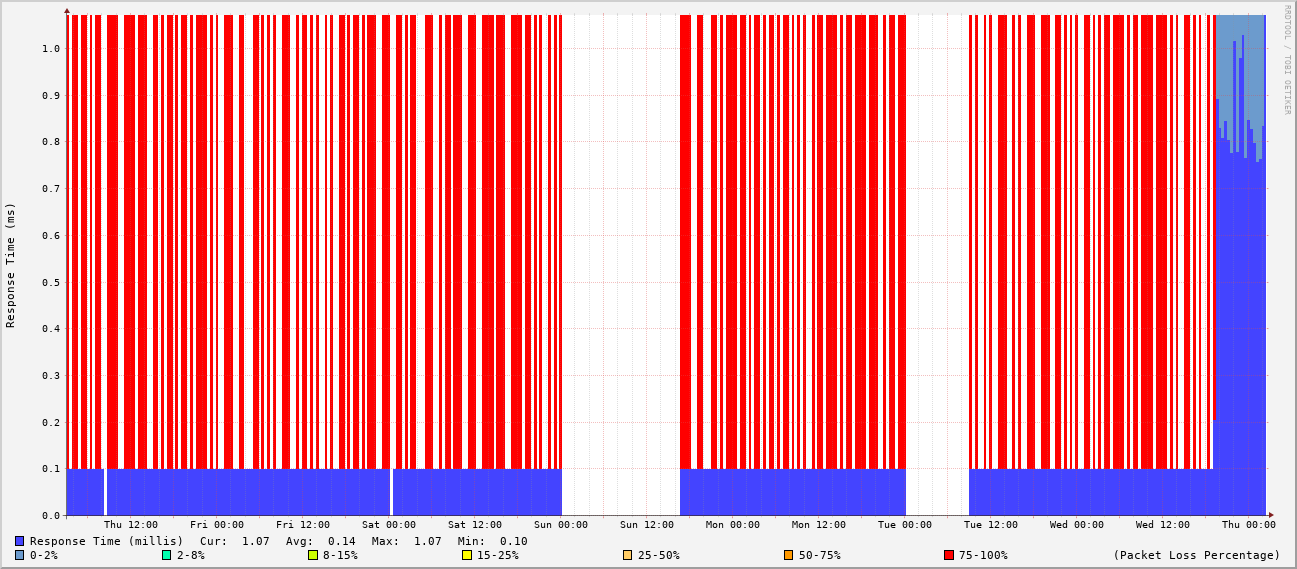 RRDTOOL / TOBI OETIKER
Response Time (ms)
1.0
0.9
0.8
0.7
0.6
0.5
0.4
0.3
0.2
0.1
0.0
Thu 12:00 Fri 00:00 Fri 12:00 Sat 00:00 Sat 12:00 Sun 00:00 Sun 12:00 Mon 00:00 Mon 12:00 Tue 00:00 Tue 12:00 Wed 00:00 Wed 12:00 Thu 00:00
Response Time (millis) Cur: 1.07 Avg: 0.14 Max: 1.07 Min: 0.10
0-2% 2-8% 8-15% 15-25% 25-50% 50-75% 75-100% (Packet Loss Percentage)